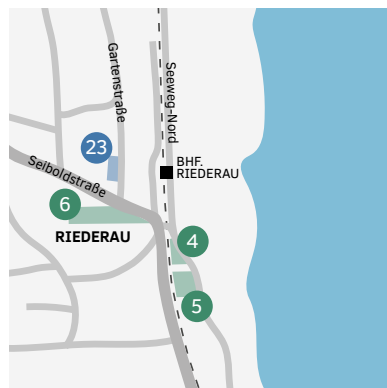 Gartenstraße
Seeweg-Nord
23
BHF.
RIEDERAU
Seiboldstraße
6
RIEDERAU
4
5